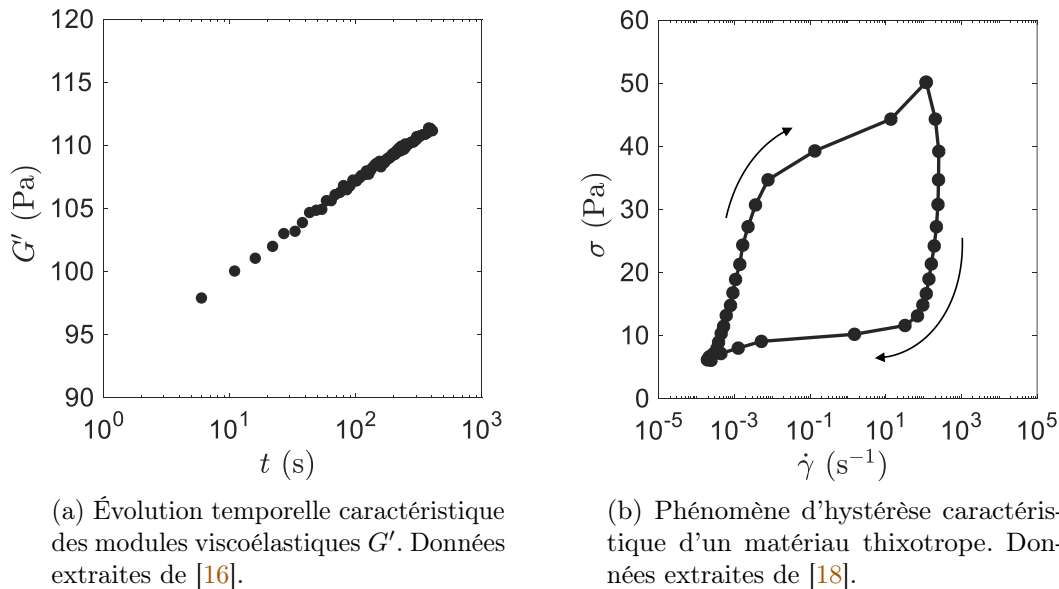 120
115
110
105
100
95
90
10^0
10^1
10^2
10^3
G′ (Pa)
t (s)
60
50
40
30
20
10
0
10^-5
10^-3
10^-1
10^1
10^3
10^5
σ (Pa)
γ̇ (s⁻¹)
(a) Évolution temporelle caractéristique
des modules viscoélastiques G′. Données
extraites de [16].
(b) Phénomène d'hystérèse caractéris-
tique d'un matériau thixotrope. Don-
nées extraites de [18].